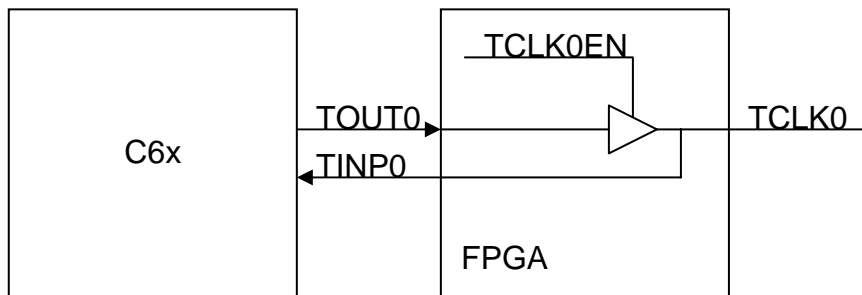 TCLK0EN
TOUT0
TCLK0
C6x
TINP0
FPGA